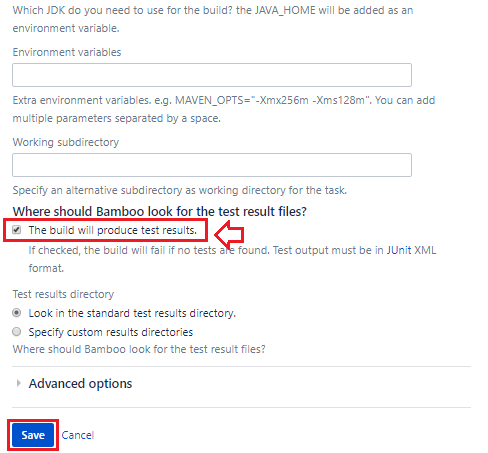 Which JDK do you need to use for the build? the JAVA_HOME will be added as an
environment variable.
Environment variables
Extra environment variables. e.g. MAVEN_OPTS="-Xmx256m -Xms128m". You can add
multiple parameters separated by a space.
Working subdirectory
Specify an alternative subdirectory as working directory for the task.
Where should Bamboo look for the test result files?
The build will produce test results.
If checked, the build will fail if no tests are found. Test output must be in JUnit XML
format.
Test results directory
Look in the standard test results directory.
Specify custom results directories
Where should Bamboo look for the test result files?
Advanced options
Save Cancel